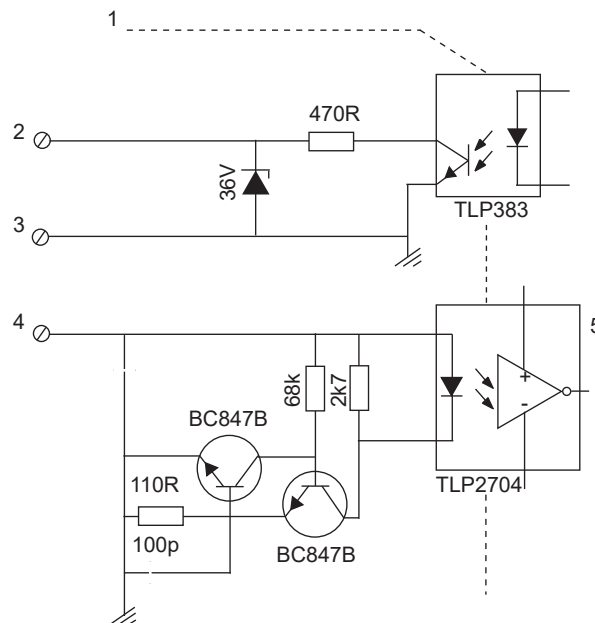 1
470R
2
36V
3
TLP383
4
5
68k
2k7
+
-
BC847B
TLP2704
110R
100p
BC847B